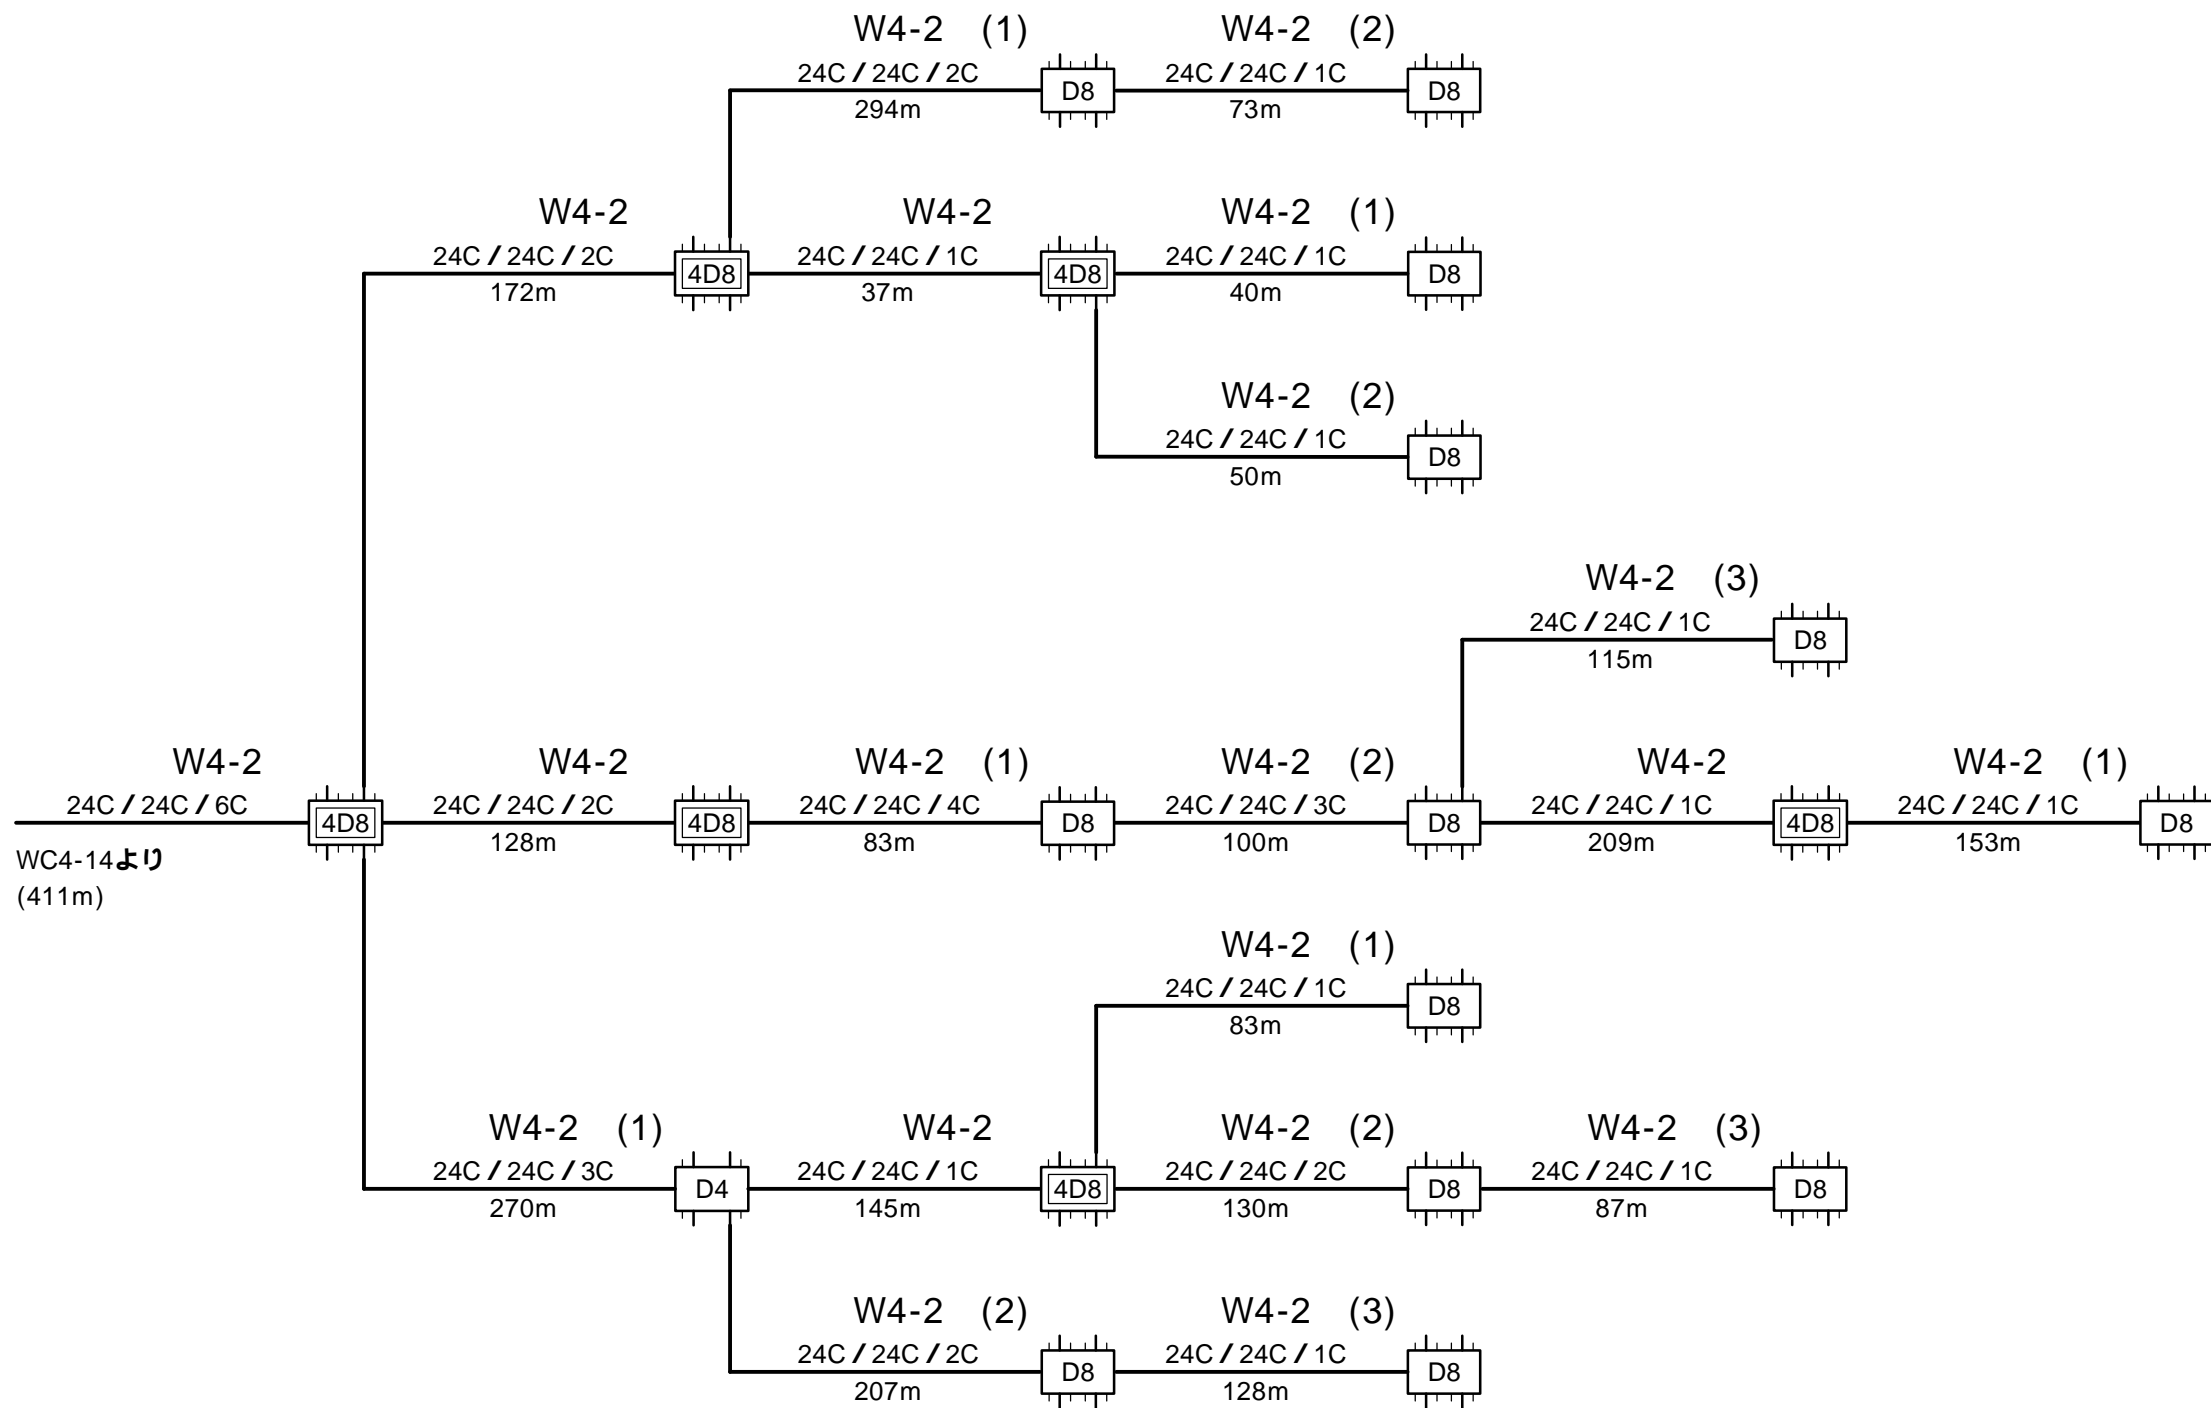 W4-2 (1)
W4-2 (2)
24C / 24C / 2C
24C / 24C / 1C
D8
D8
294m
73m
W4-2
W4-2
W4-2 (1)
24C / 24C / 2C
24C / 24C / 1C
24C / 24C / 1C
4D8
4D8
D8
172m
37m
40m
W4-2 (2)
24C / 24C / 1C
D8
50m
W4-2 (3)
24C / 24C / 1C
D8
115m
W4-2
W4-2
W4-2 (1)
W4-2 (2)
W4-2
W4-2 (1)
24C / 24C / 6C
24C / 24C / 2C
24C / 24C / 4C
24C / 24C / 3C
24C / 24C / 1C
24C / 24C / 1C
4D8
4D8
D8
D8
4D8
D8
128m
83m
100m
209m
153m
WC4-14より
(411m)
W4-2 (1)
24C / 24C / 1C
D8
83m
W4-2 (1)
W4-2
W4-2 (2)
W4-2 (3)
24C / 24C / 3C
24C / 24C / 1C
24C / 24C / 2C
24C / 24C / 1C
D4
4D8
D8
D8
270m
145m
130m
87m
W4-2 (2)
W4-2 (3)
24C / 24C / 2C
24C / 24C / 1C
D8
D8
207m
128m